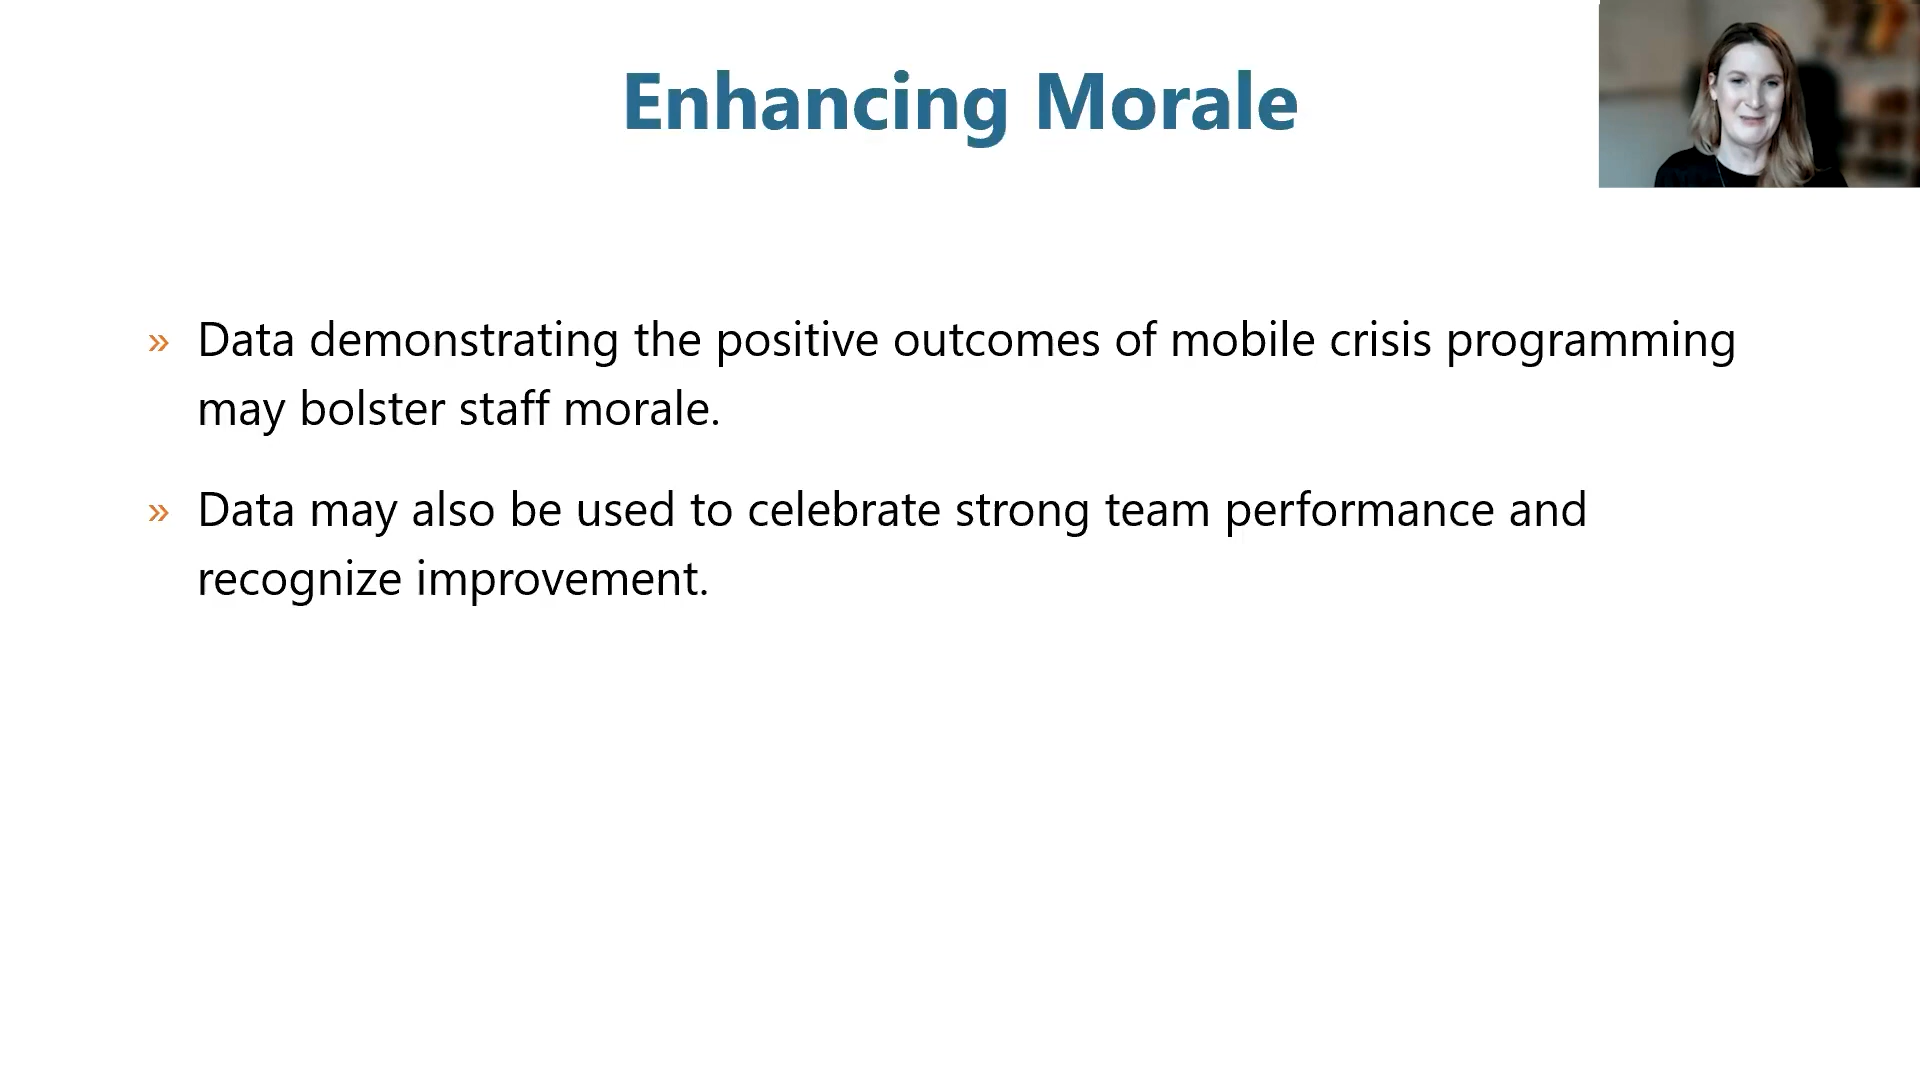 Enhancing Morale
» Data demonstrating the positive outcomes of mobile crisis programming
may bolster staff morale.
» Data may also be used to celebrate strong team performance and
recognize improvement.